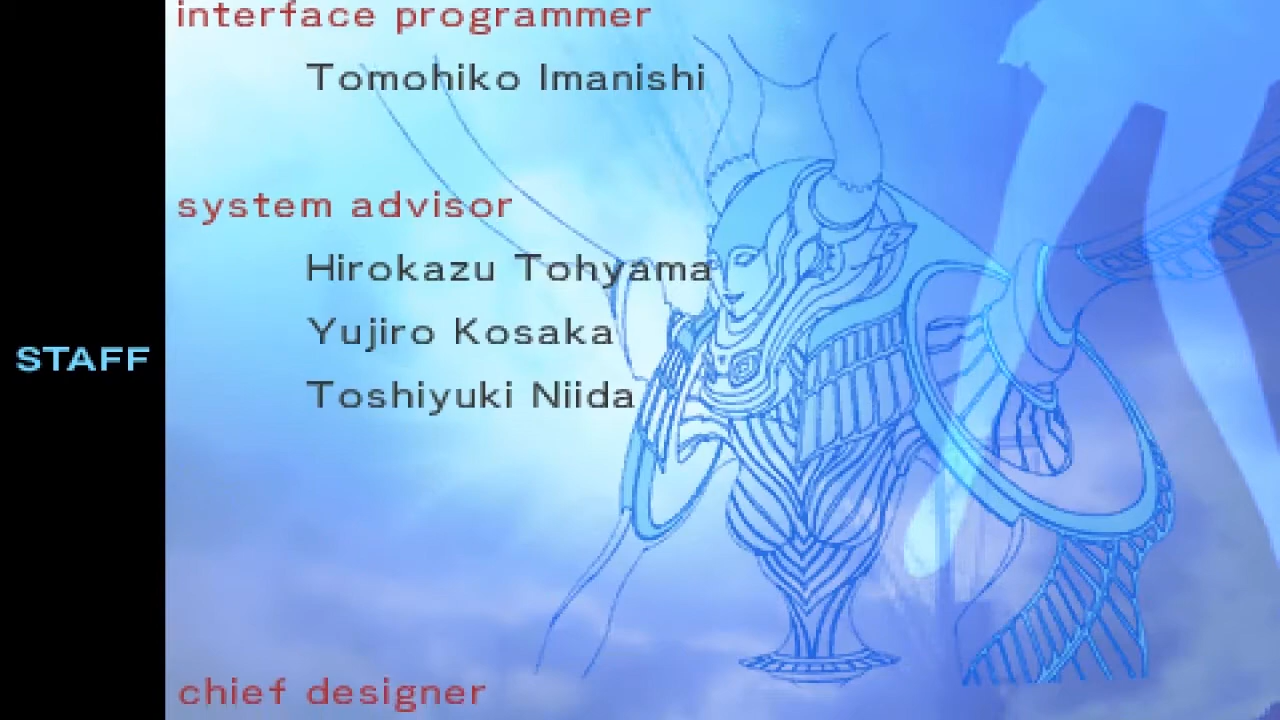 interface programmer
Tomohiko Imanishi
system advisor
Hirokazu Tohyama
Yujiro Kosaka
STAFF
Toshiyuki Niida
chief designer